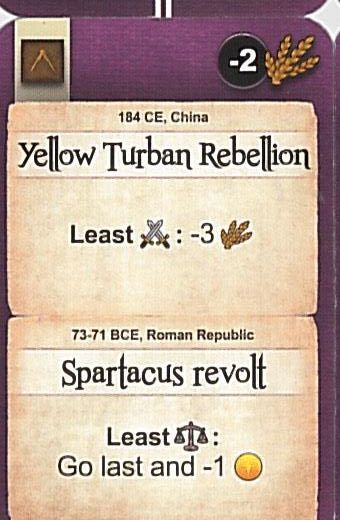 -2
184 CE, China
Yellow Turban Rebellion
Least : -3
73-71 BCE, Roman Republic
Spartacus revolt
Least :
Go last and -1